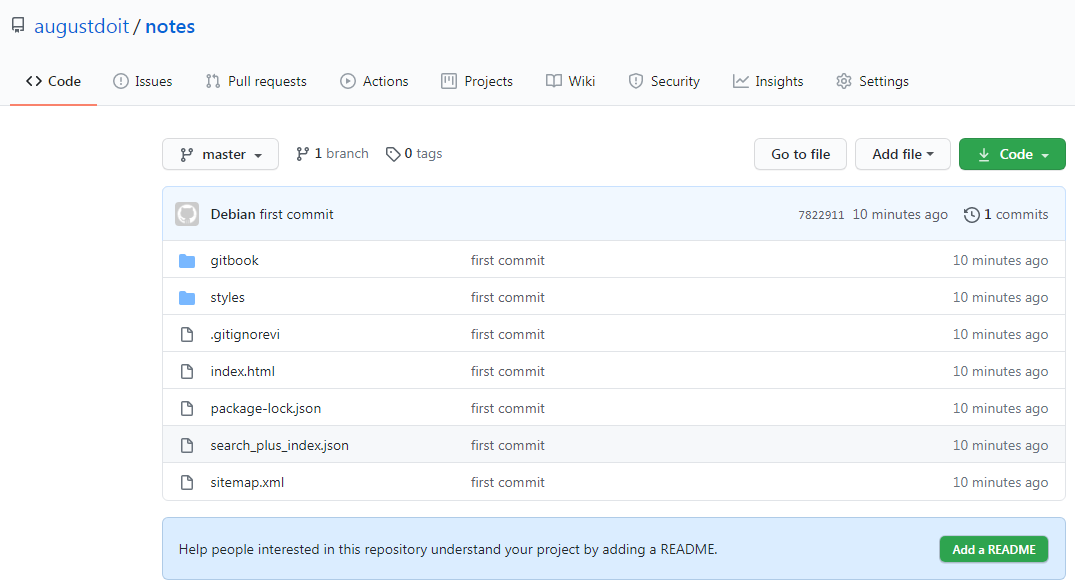 augustdoit / notes
Code Issues Pull requests Actions Projects Wiki Security Insights Settings
master 1 branch 0 tags Go to file Add file Code
Debian first commit 7822911 10 minutes ago 1 commits
gitbook first commit 10 minutes ago
styles first commit 10 minutes ago
.gitignorevi first commit 10 minutes ago
index.html first commit 10 minutes ago
package-lock.json first commit 10 minutes ago
search_plus_index.json first commit 10 minutes ago
sitemap.xml first commit 10 minutes ago
Help people interested in this repository understand your project by adding a README. Add a README